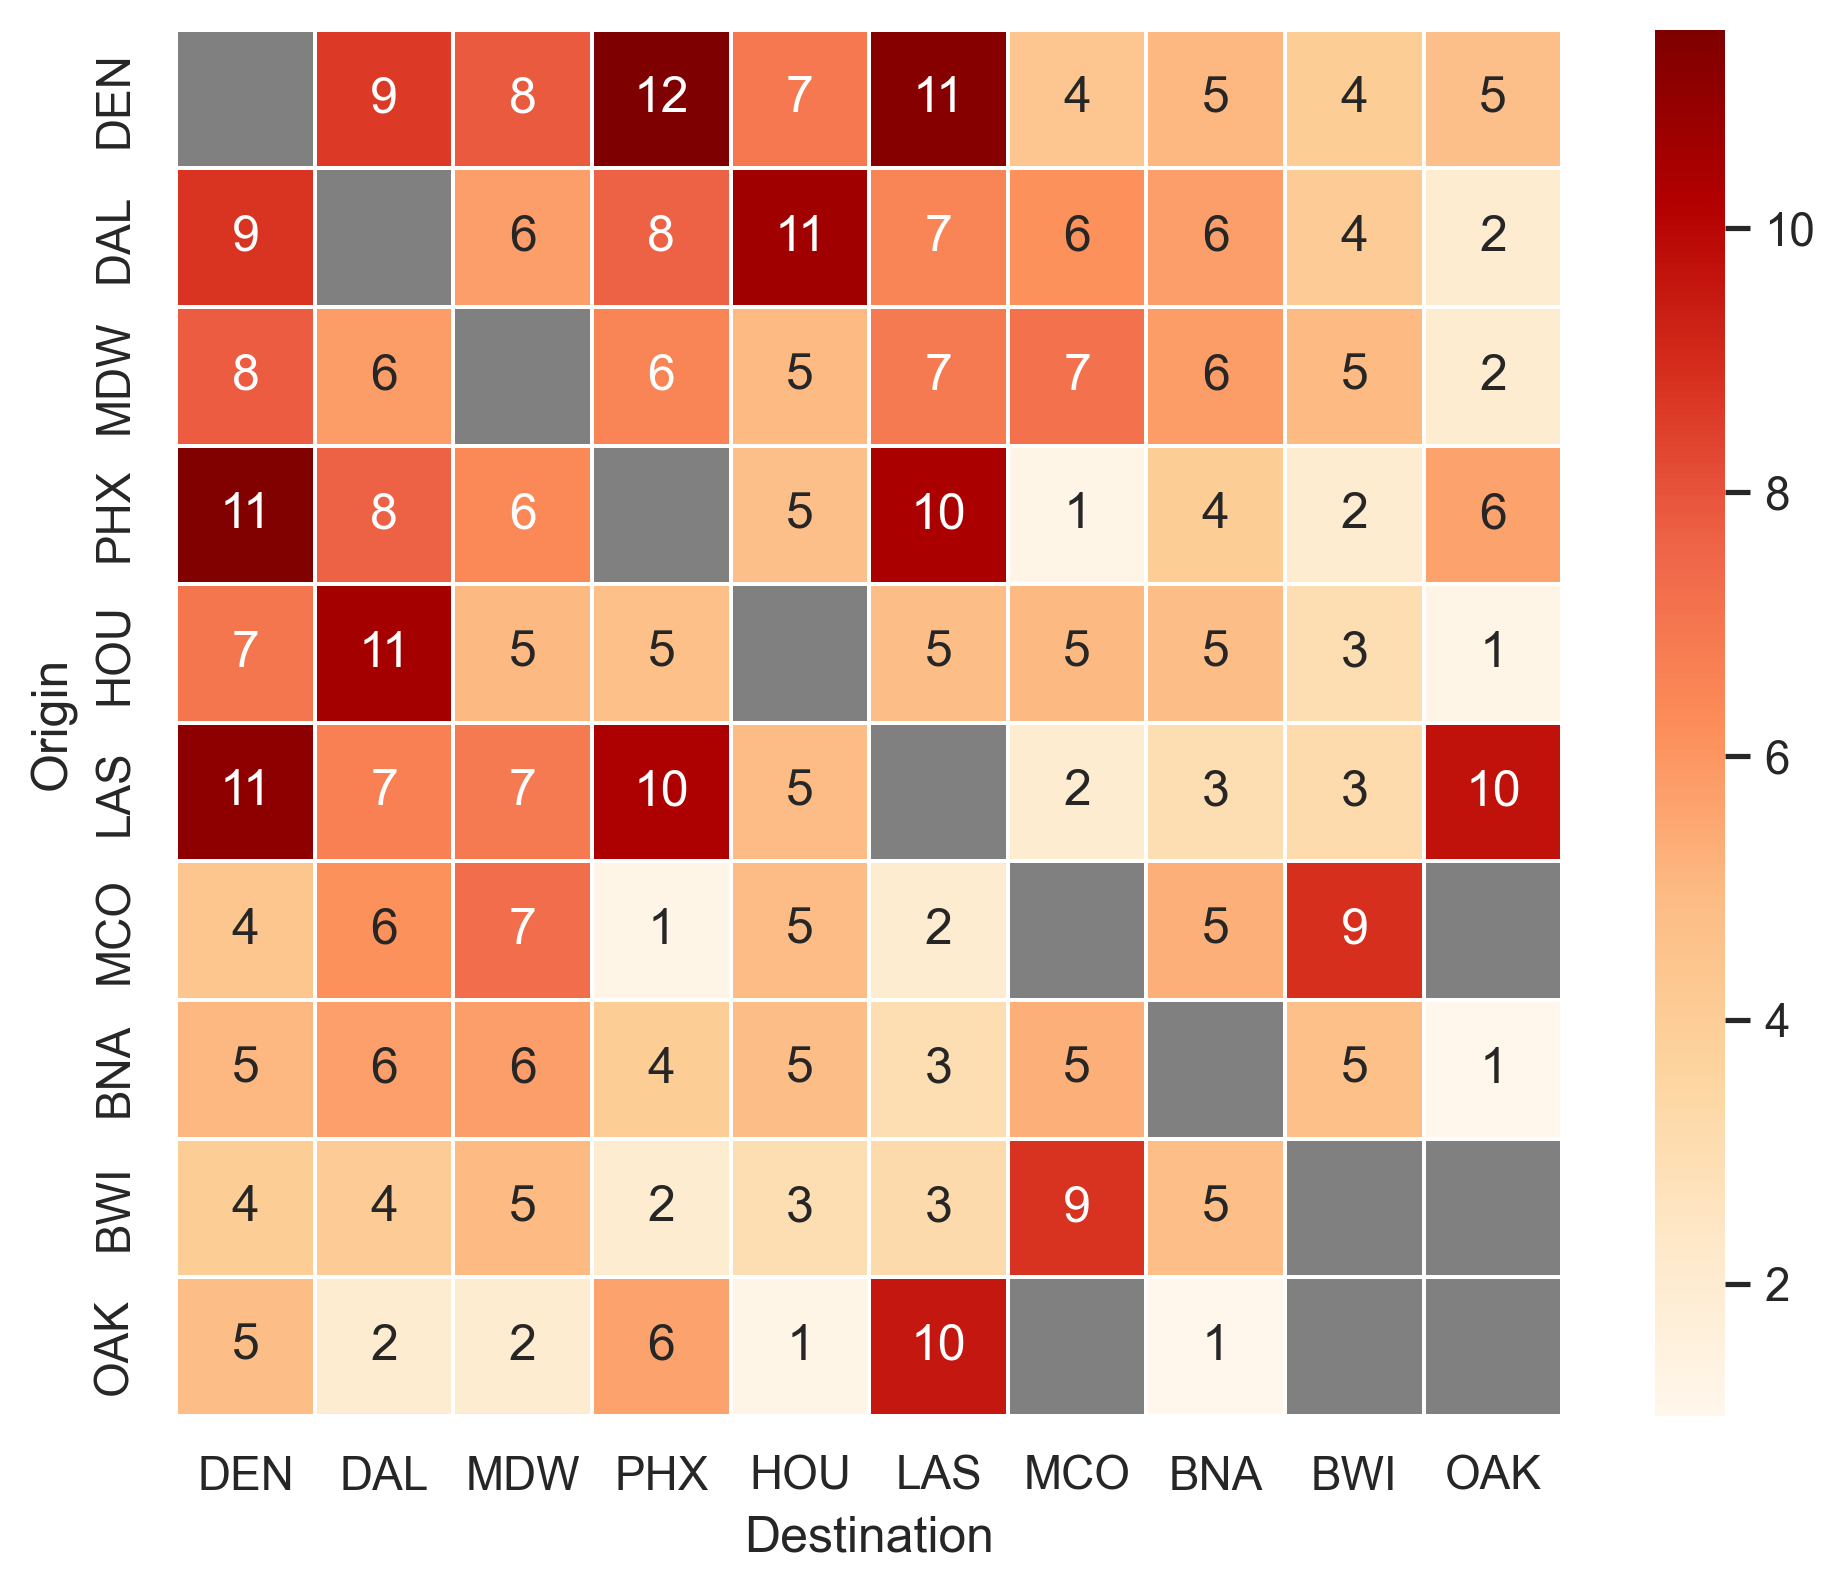 DEN 9 8 12 7 11 4 5 4 5
DAL 9 6 8 11 7 6 6 4 2
MDW 8 6 6 5 7 7 6 5 2
PHX 11 8 6 5 10 1 4 2 6
HOU 7 11 5 5 5 5 5 3 1
LAS 11 7 7 10 5 2 3 3 10
MCO 4 6 7 1 5 2 5 9
BNA 5 6 6 4 5 3 5 5 1
BWI 4 4 5 2 3 3 9 5
OAK 5 2 2 6 1 10 1
Origin
DEN DAL MDW PHX HOU LAS MCO BNA BWI OAK
Destination
10
8
6
4
2